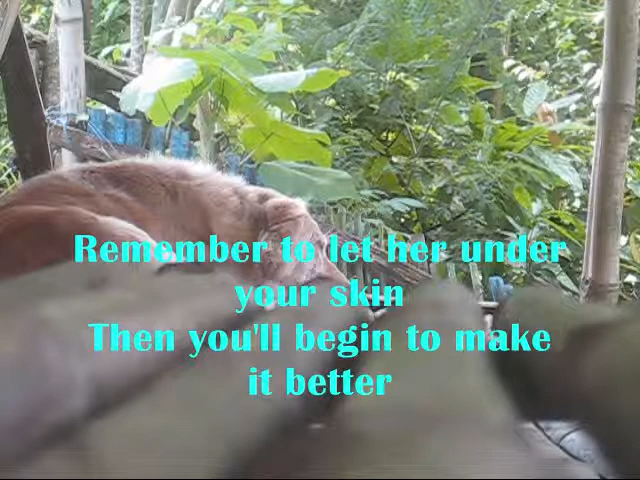 Remember to let her under
your skin
Then you'll begin to make
it better